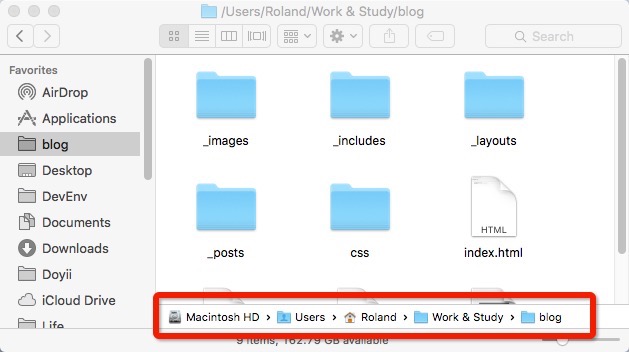 /Users/Roland/Work & Study/blog
Search
Favorites
AirDrop
Applications
blog
Desktop
DevEnv
Documents
Downloads
Doyii
iCloud Drive
Life
_images
_includes
_layouts
_posts
css
HTML
index.html
Macintosh HD › Users › Roland › Work & Study › blog
9 items, 162.79 GB available